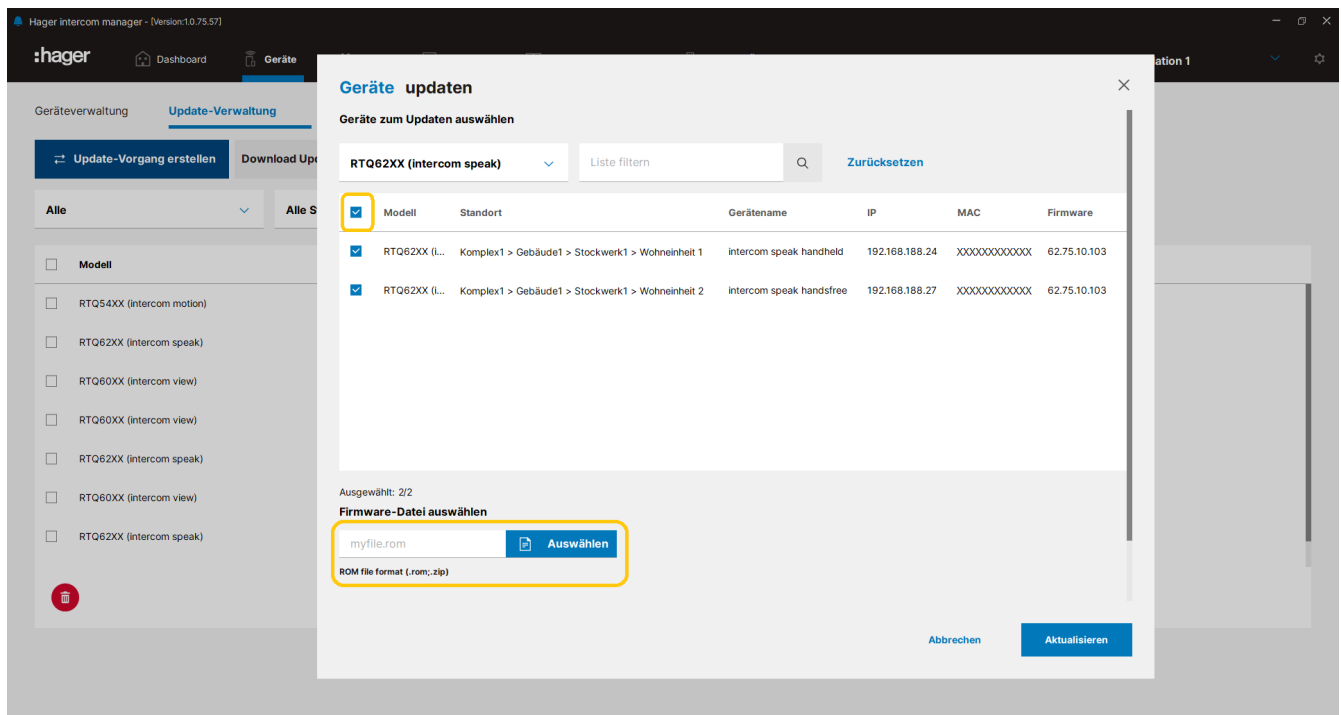 Hager intercom manager - [Version:1.0.75.57]
:hager
Dashboard
Geräte
ation 1
Geräteverwaltung
Update-Verwaltung
Update-Vorgang erstellen
Download Upd
Alle
Alle S
Modell
RTQ54XX (intercom motion)
RTQ62XX (intercom speak)
RTQ60XX (intercom view)
RTQ60XX (intercom view)
RTQ62XX (intercom speak)
RTQ60XX (intercom view)
RTQ62XX (intercom speak)
Geräte updaten
Geräte zum Updaten auswählen
RTQ62XX (intercom speak)
Liste filtern
Zurücksetzen
Modell Standort Gerätename IP MAC Firmware
RTQ62XX (i... Komplex1 > Gebäude1 > Stockwerk1 > Wohneinheit 1 intercom speak handheld 192.168.188.24 XXXXXXXXXXXX 62.75.10.103
RTQ62XX (i... Komplex1 > Gebäude1 > Stockwerk1 > Wohneinheit 2 intercom speak handsfree 192.168.188.27 XXXXXXXXXXXX 62.75.10.103
Ausgewählt: 2/2
Firmware-Datei auswählen
myfile.rom
Auswählen
ROM file format (.rom;.zip)
Abbrechen
Aktualisieren